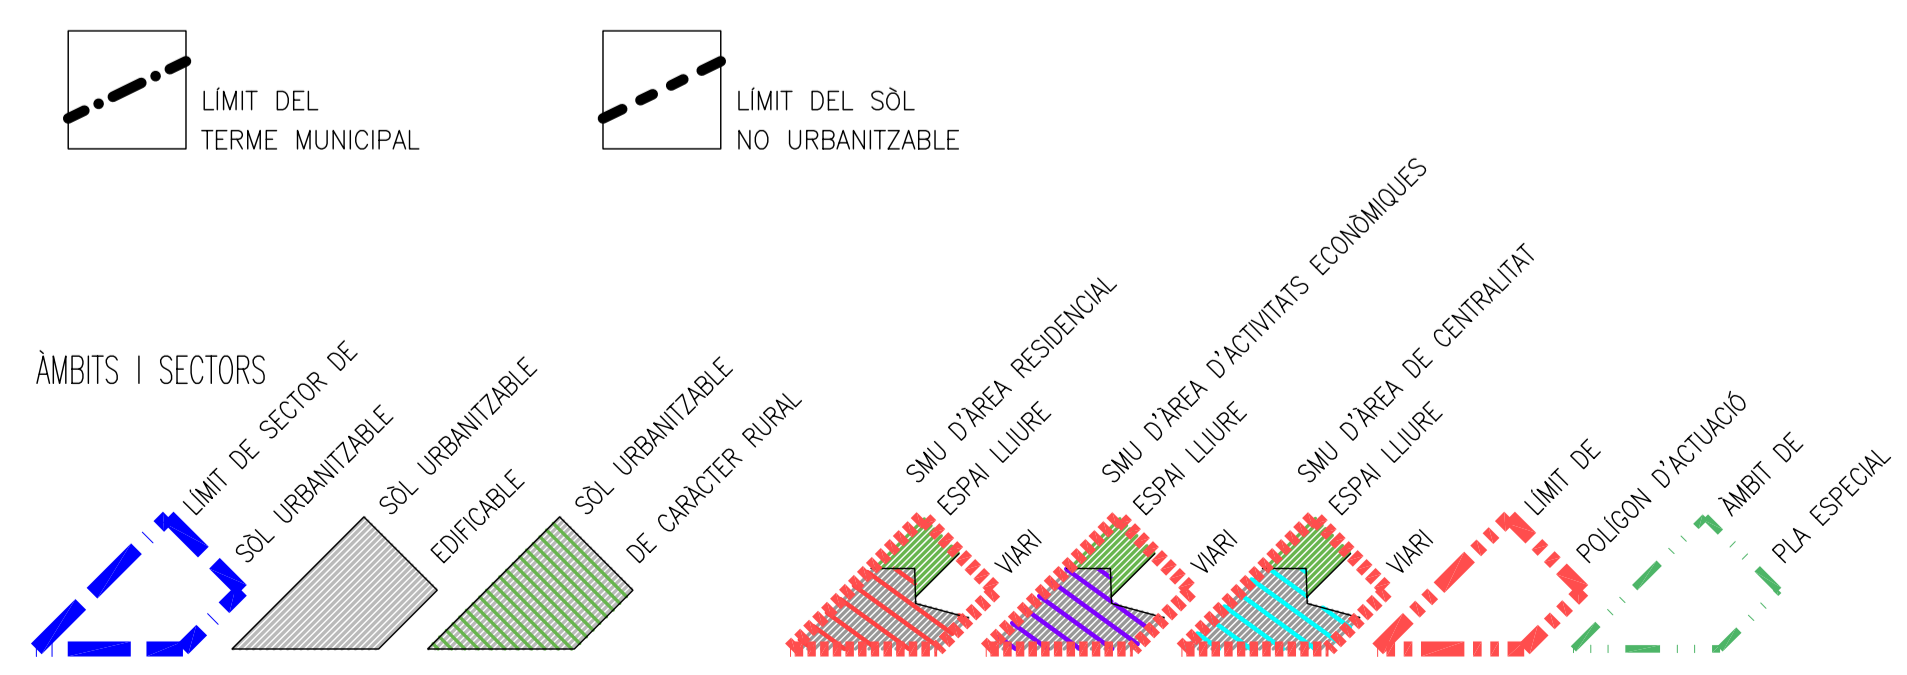 LÍMIT DEL
TERME MUNICIPAL
LÍMIT DEL SÒL
NO URBANITZABLE
ÀMBITS I SECTORS
LÍMIT DE SECTOR DE
SÒL URBANITZABLE
SÒL URBANITZABLE
EDIFICABLE
SÒL URBANITZABLE
DE CARÀCTER RURAL
SMU D'ÀREA RESIDENCIAL
ESPAI LLIURE
VIARI
SMU D'ÀREA D'ACTIVITATS ECONÒMIQUES
ESPAI LLIURE
VIARI
SMU D'ÀREA DE CENTRALITAT
ESPAI LLIURE
VIARI
LÍMIT DE
POLÍGON D'ACTUACIÓ
ÀMBIT DE
PLA ESPECIAL